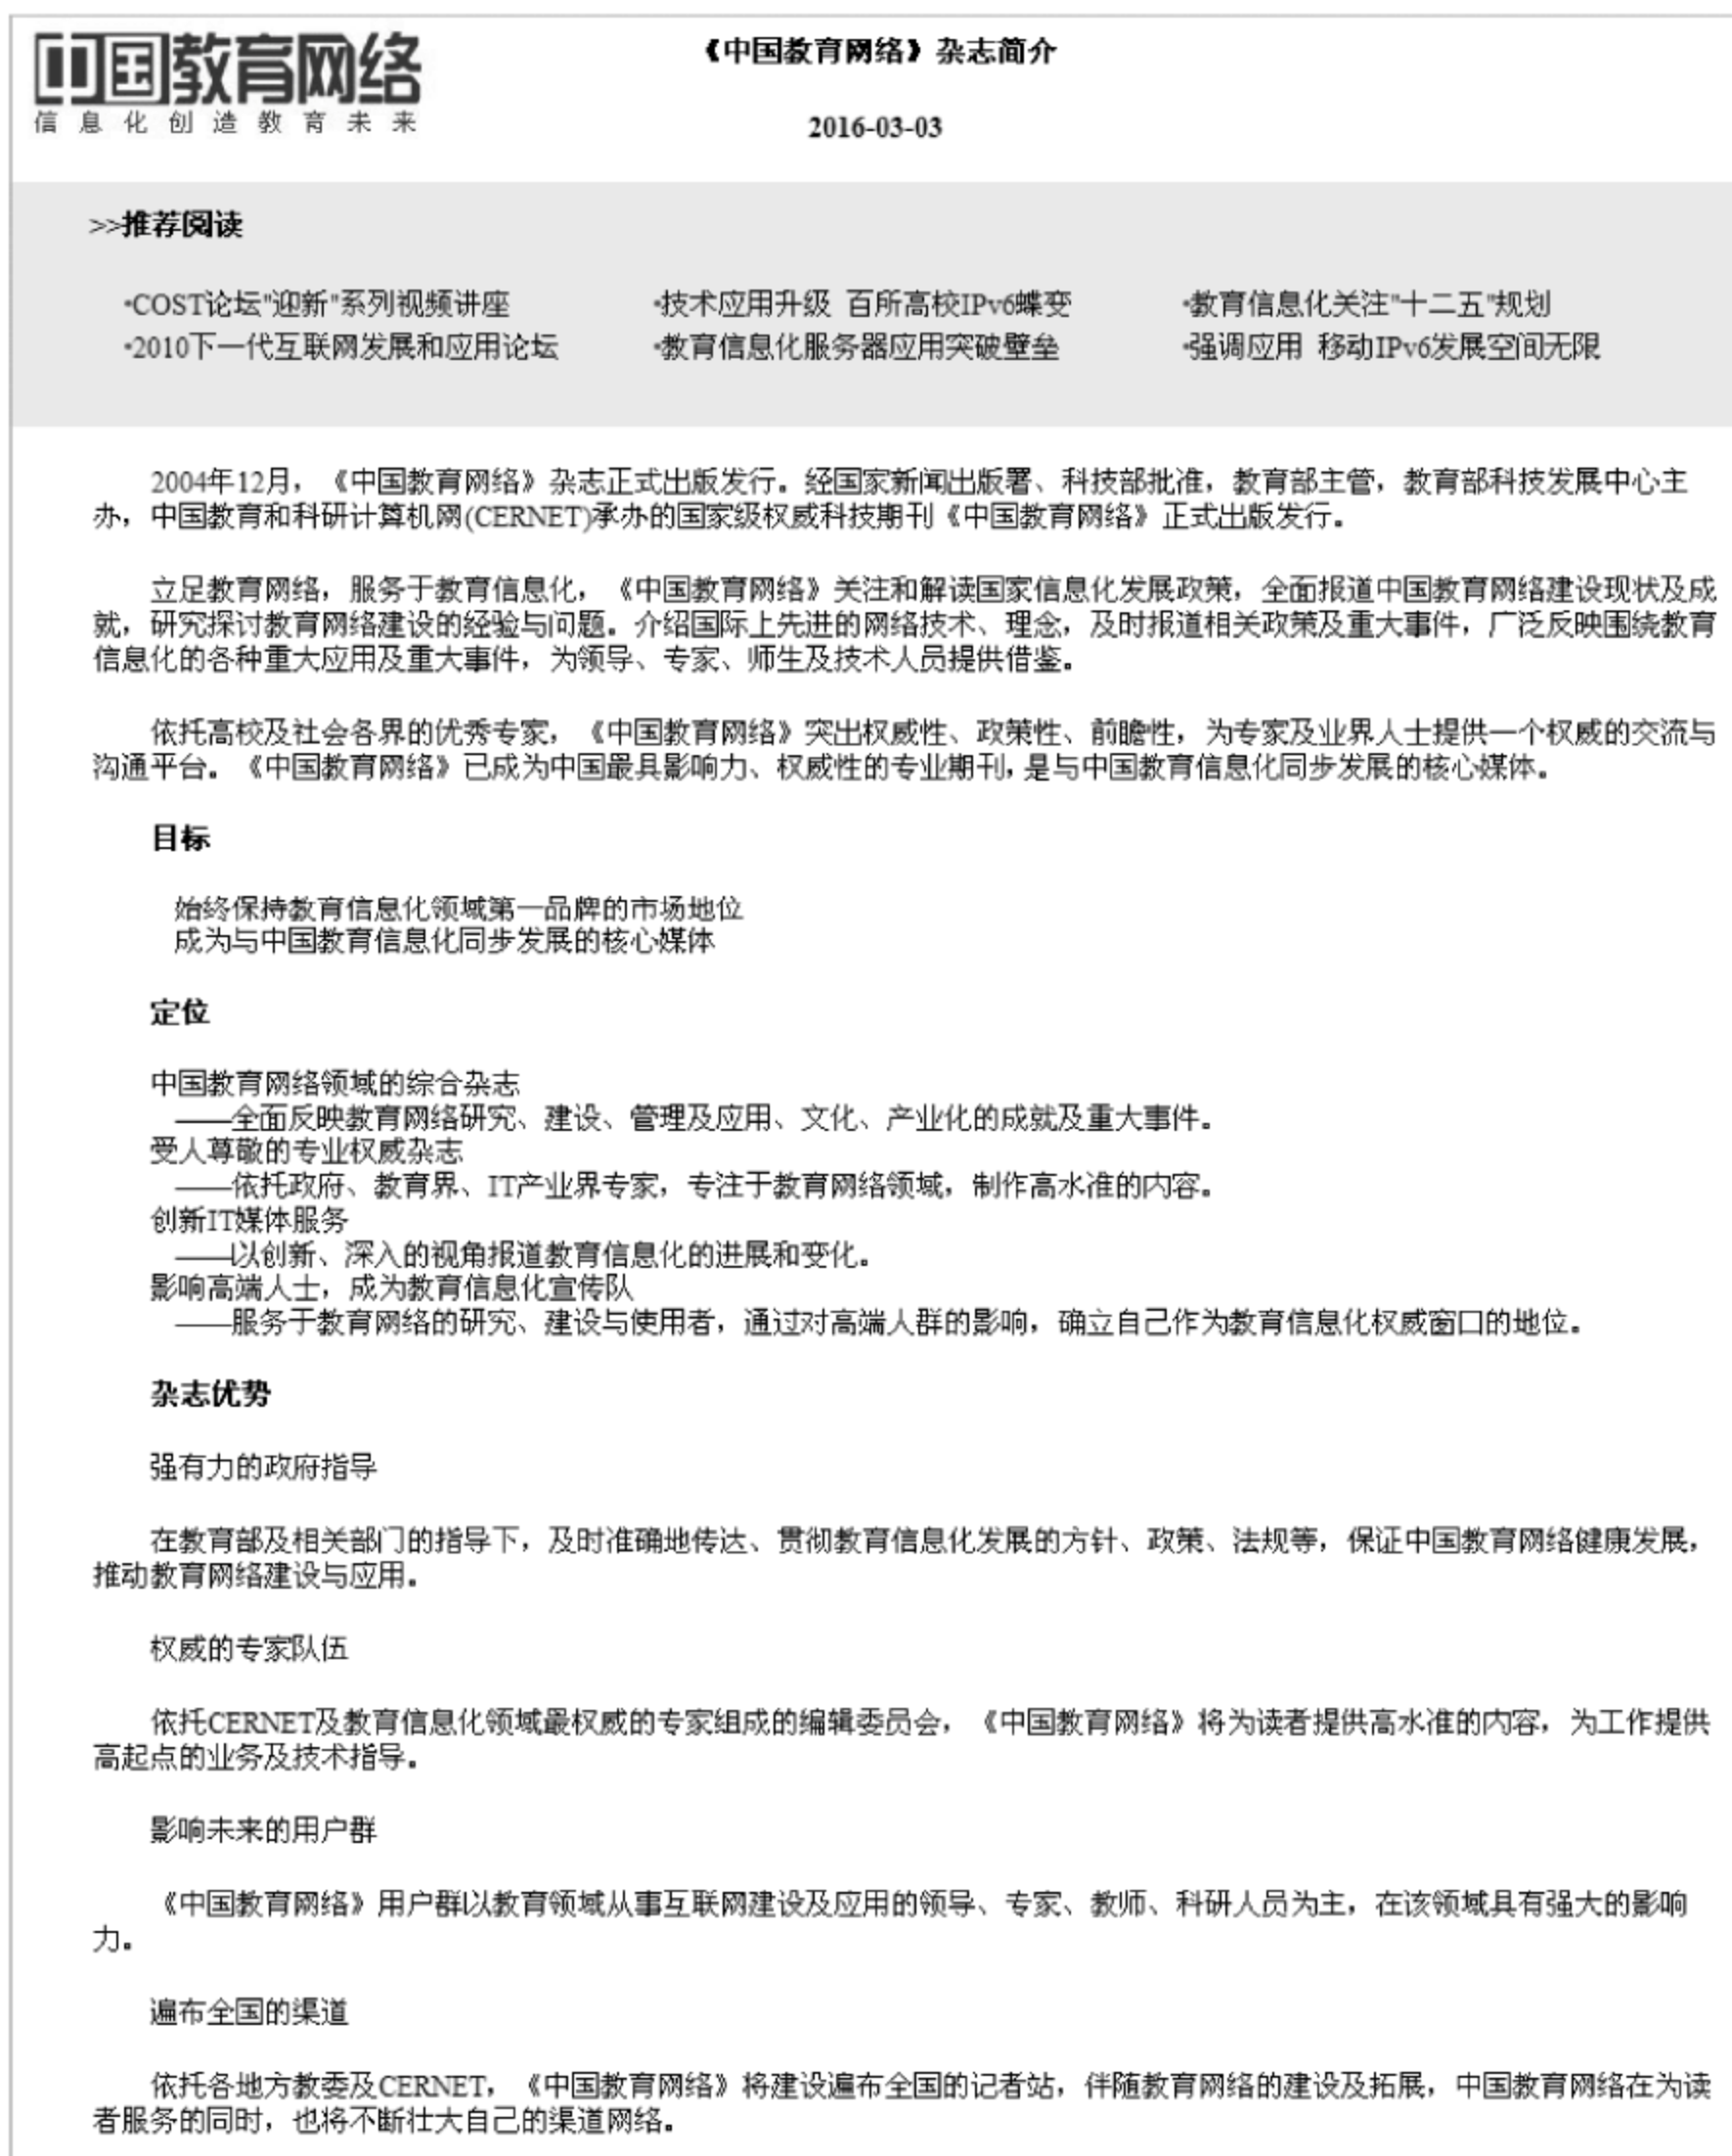 中国教育网络
信息化创造教育未来
《中国教育网络》杂志简介
2016-03-03
>>推荐阅读
·COST论坛"迎新"系列视频讲座
·技术应用升级 百所高校IPv6蝶变
·教育信息化关注"十二五"规划
·2010下一代互联网发展和应用论坛
·教育信息化服务器应用突破壁垒
·强调应用 移动IPv6发展空间无限
2004年12月，《中国教育网络》杂志正式出版发行。经国家新闻出版署、科技部批准，教育部主管，教育部科技发展中心主
办，中国教育和科研计算机网(CERNET)承办的国家级权威科技期刊《中国教育网络》正式出版发行。
立足教育网络，服务于教育信息化，《中国教育网络》关注和解读国家信息化发展政策，全面报道中国教育网络建设现状及成
就，研究探讨教育网络建设的经验与问题。介绍国际上先进的网络技术、理念，及时报道相关政策及重大事件，广泛反映围绕教育
信息化的各种重大应用及重大事件，为领导、专家、师生及技术人员提供借鉴。
依托高校及社会各界的优秀专家，《中国教育网络》突出权威性、政策性、前瞻性，为专家及业界人士提供一个权威的交流与
沟通平台。《中国教育网络》已成为中国最具影响力、权威性的专业期刊，是与中国教育信息化同步发展的核心媒体。
目标
始终保持教育信息化领域第一品牌的市场地位
成为与中国教育信息化同步发展的核心媒体
定位
中国教育网络领域的综合杂志
——全面反映教育网络研究、建设、管理及应用、文化、产业化的成就及重大事件。
受人尊敬的专业权威杂志
——依托政府、教育界、IT产业界专家，专注于教育网络领域，制作高水准的内容。
创新IT媒体服务
——以创新、深入的视角报道教育信息化的进展和变化。
影响高端人士，成为教育信息化宣传队
——服务于教育网络的研究、建设与使用者，通过对高端人群的影响，确立自己作为教育信息化权威窗口的地位。
杂志优势
强有力的政府指导
在教育部及相关部门的指导下，及时准确地传达、贯彻教育信息化发展的方针、政策、法规等，保证中国教育网络健康发展，
推动教育网络建设与应用。
权威的专家队伍
依托CERNET及教育信息化领域最权威的专家组成的编辑委员会，《中国教育网络》将为读者提供高水准的内容，为工作提供
高起点的业务及技术指导。
影响未来的用户群
《中国教育网络》用户群以教育领域从事互联网建设及应用的领导、专家、教师、科研人员为主，在该领域具有强大的影响
力。
遍布全国的渠道
依托各地方教委及CERNET，《中国教育网络》将建设遍布全国的记者站，伴随教育网络的建设及拓展，中国教育网络在为读
者服务的同时，也将不断壮大自己的渠道网络。